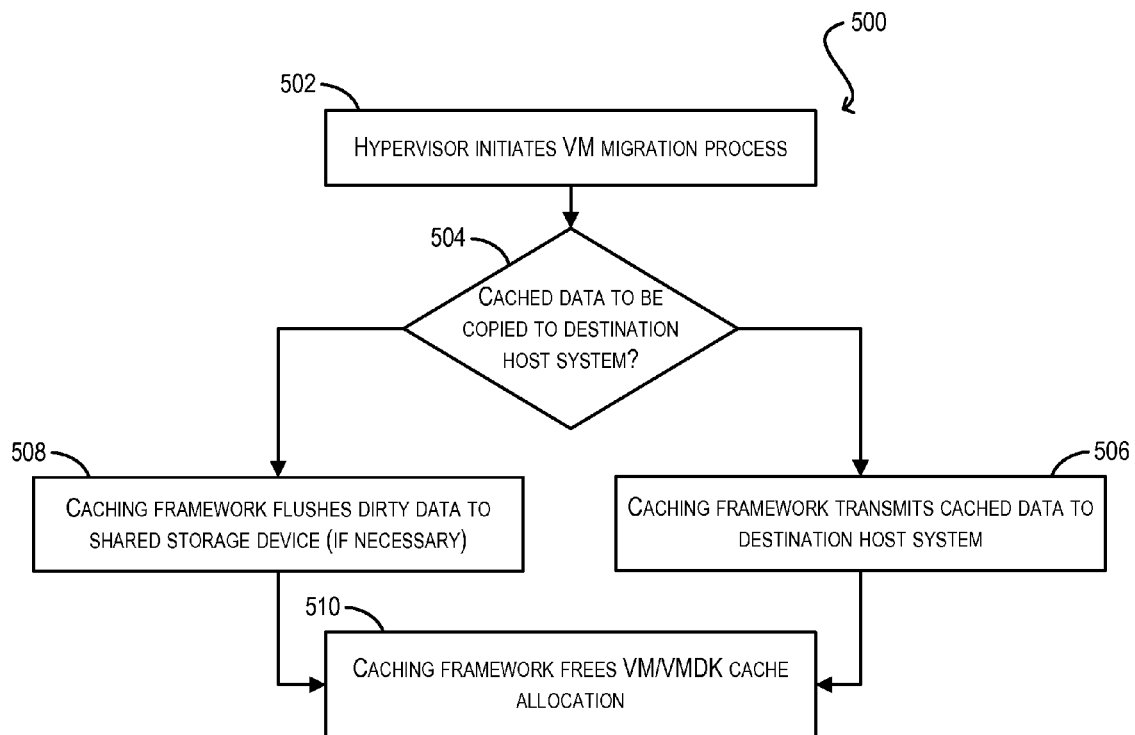 500
502
HYPERVISOR INITIATES VM MIGRATION PROCESS
504
CACHED DATA TO BE
COPIED TO DESTINATION
HOST SYSTEM?
508
CACHING FRAMEWORK FLUSHES DIRTY DATA TO
SHARED STORAGE DEVICE (IF NECESSARY)
506
CACHING FRAMEWORK TRANSMITS CACHED DATA TO
DESTINATION HOST SYSTEM
510
CACHING FRAMEWORK FREES VM/VMDK CACHE
ALLOCATION